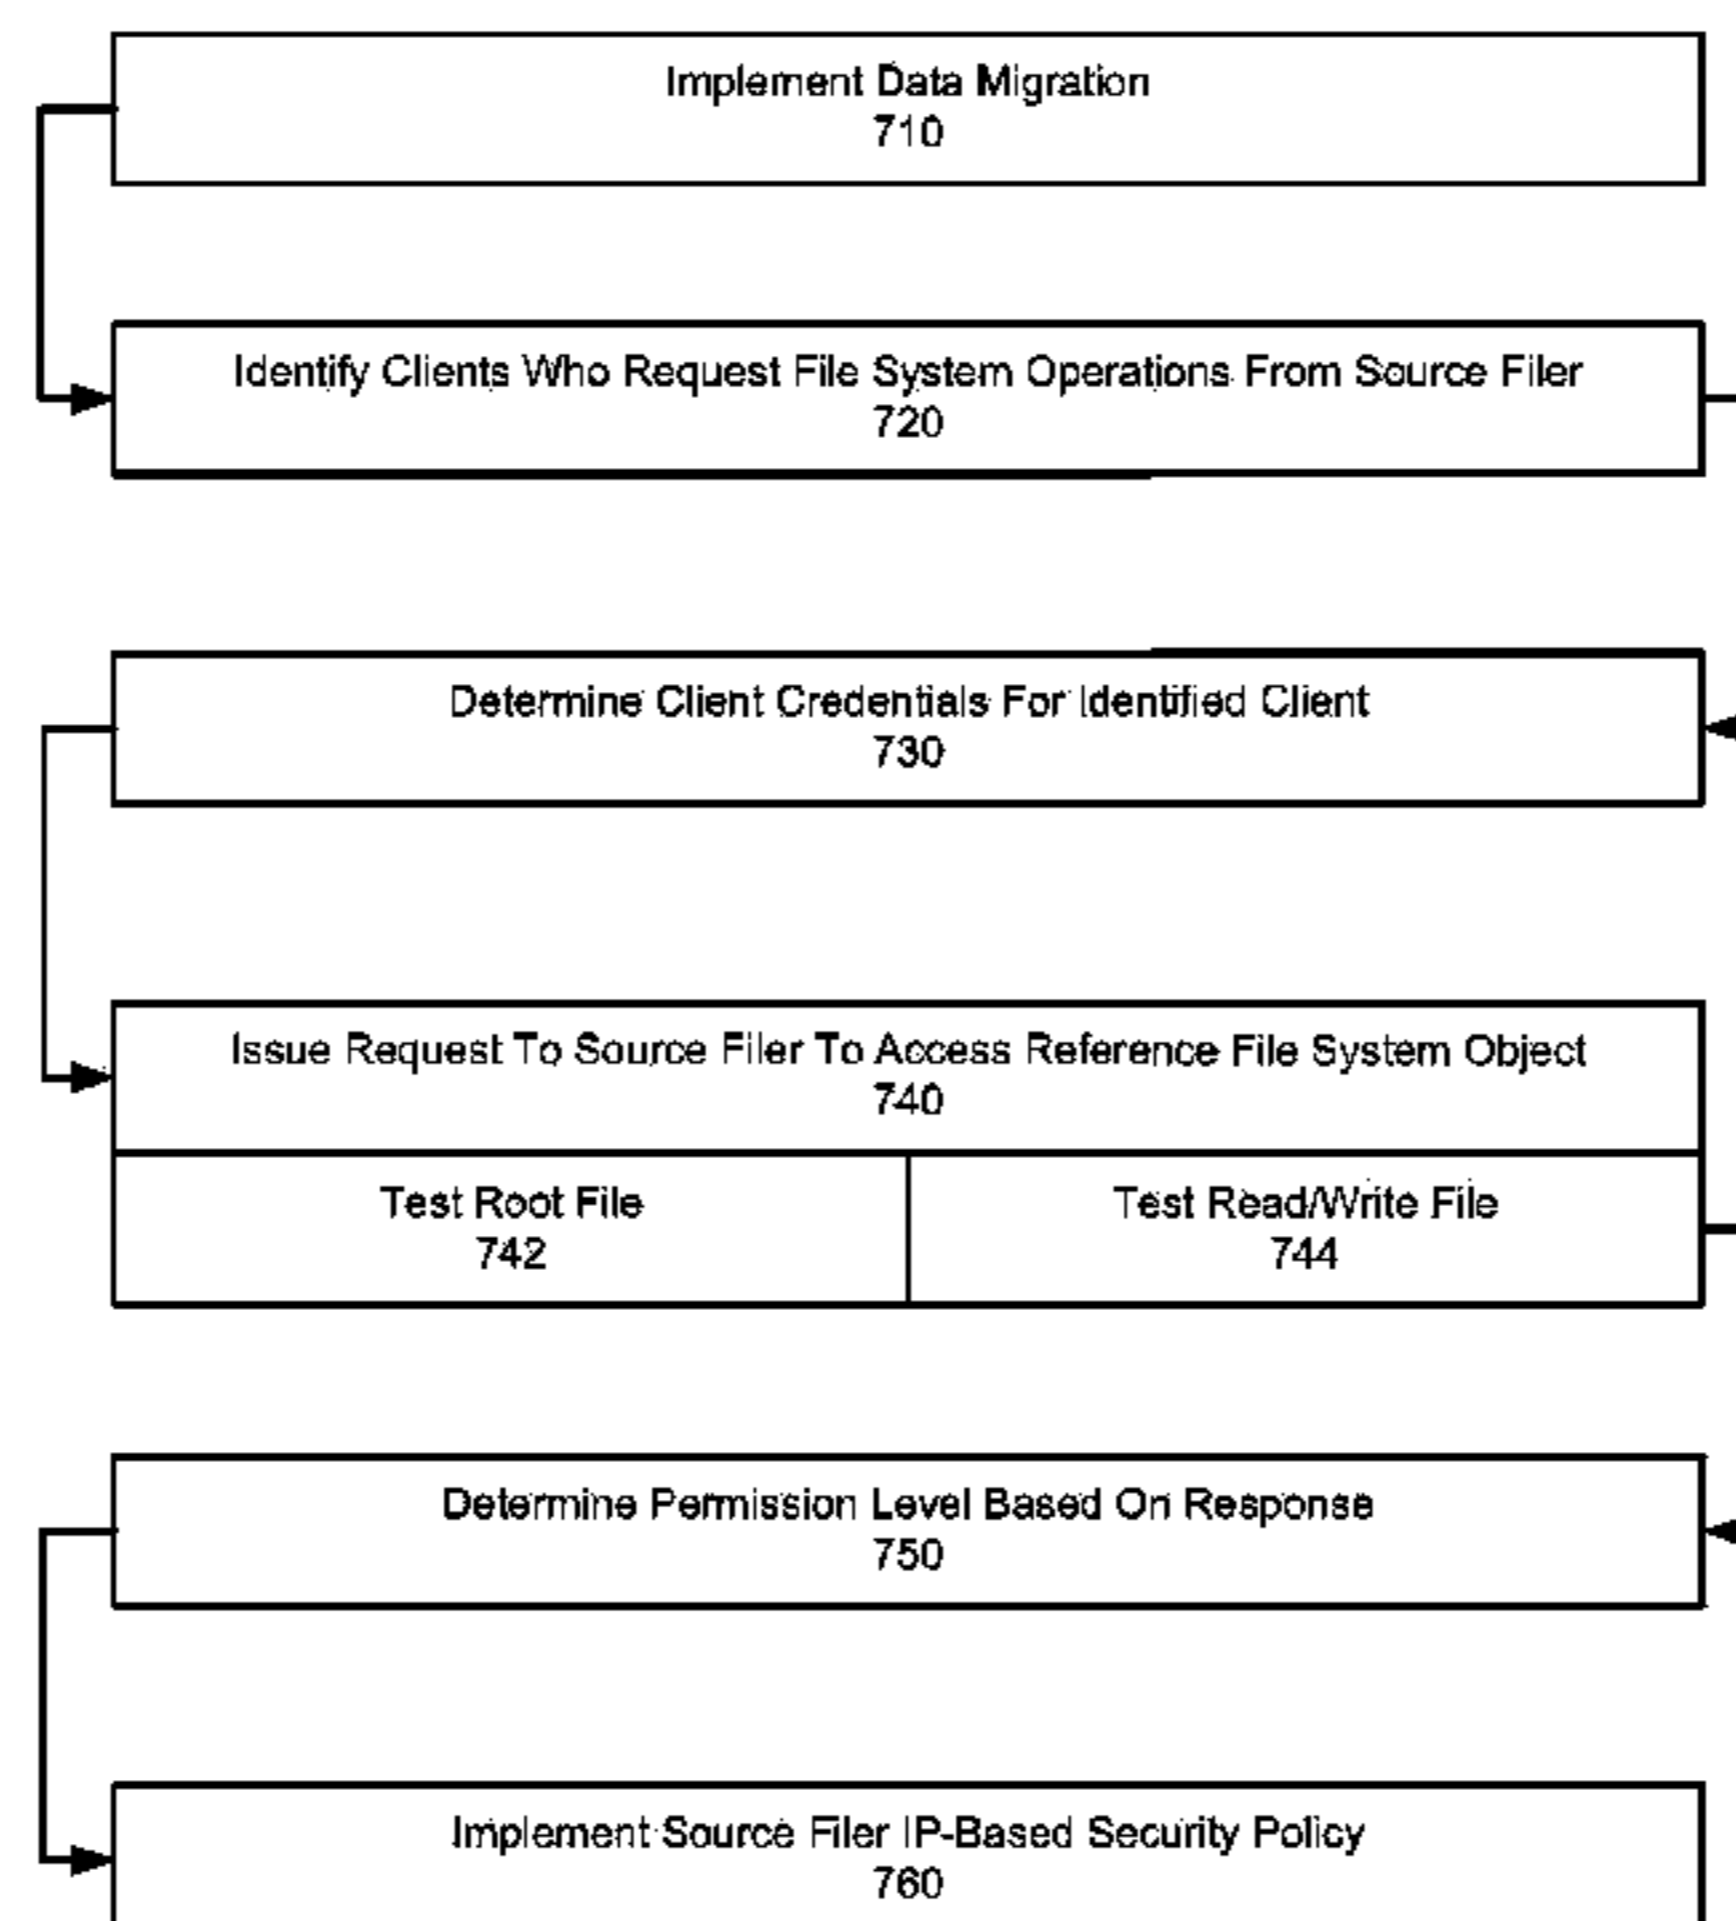 Implement Data Migration
710
Identify Clients Who Request File System Operations From Source Filer
720
Determine Client Credentials For Identified Client
730
Issue Request To Source Filer To Access Reference File System Object
740
Test Root File
742
Test Read/Write File
744
Determine Permission Level Based On Response
750
Implement Source Filer IP-Based Security Policy
760